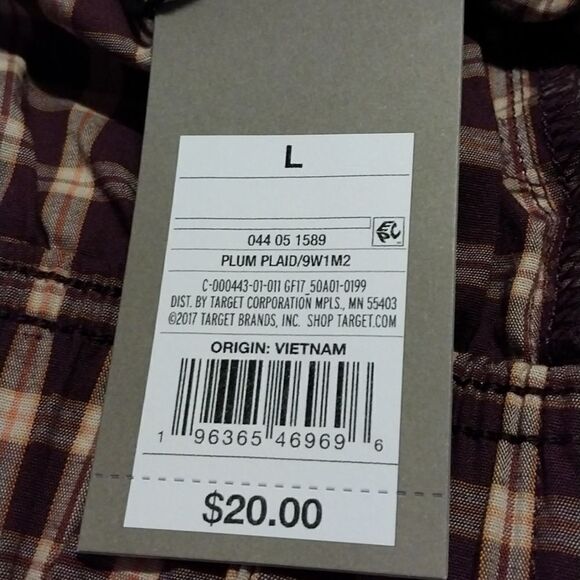 L
044 05 1589
PLUM PLAID/9W1M2
C-000443-01-011 GF17_50A01-0199
DIST. BY TARGET CORPORATION MPLS., MN 55403
©2017 TARGET BRANDS, INC. SHOP TARGET.COM
ORIGIN: VIETNAM
1 96365 46969 6
$20.00